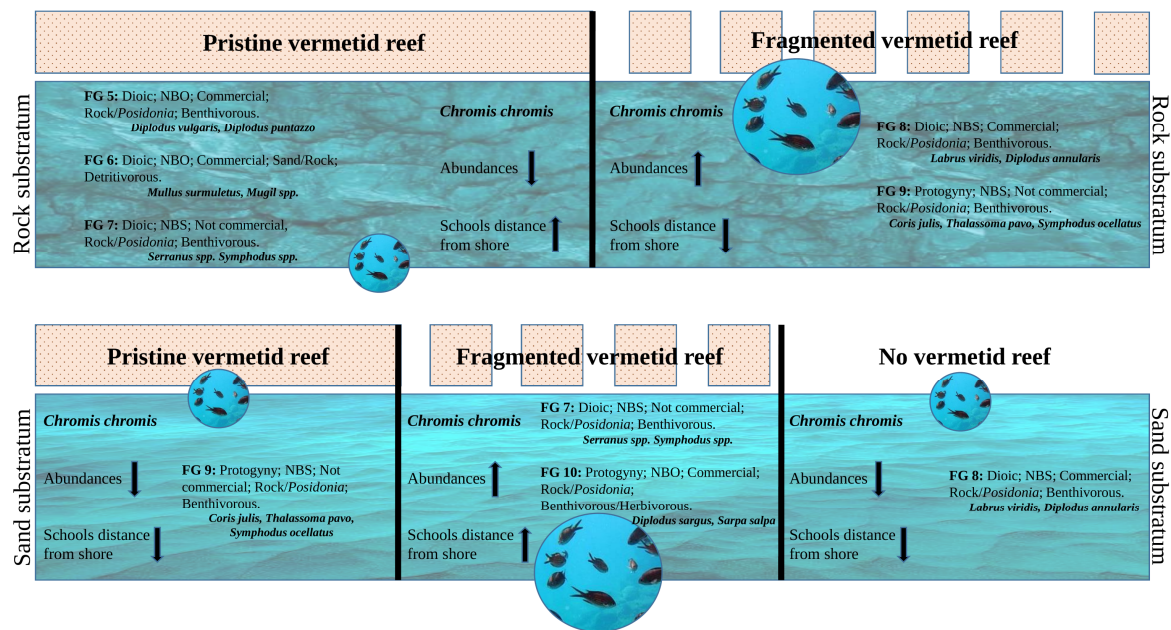 Pristine vermetid reef
Fragmented vermetid reef
Rock substratum
FG 5: Dioic; NBO; Commercial;
Rock/Posidonia; Benthivorous.
Diplodus vulgaris, Diplodus puntazzo
FG 6: Dioic; NBO; Commercial; Sand/Rock;
Detritivorous.
Mullus surmuletus, Mugil spp.
FG 7: Dioic; NBS; Not commercial,
Rock/Posidonia; Benthivorous.
Serranus spp. Symphodus spp.
Chromis chromis
Abundances
Schools distance
from shore
Chromis chromis
Abundances
Schools distance
from shore
FG 8: Dioic; NBS; Commercial;
Rock/Posidonia; Benthivorous.
Labrus viridis, Diplodus annularis
FG 9: Protogyny; NBS; Not commercial;
Rock/Posidonia; Benthivorous.
Coris julis, Thalassoma pavo, Symphodus ocellatus
Rock substratum
Pristine vermetid reef
Fragmented vermetid reef
No vermetid reef
Sand substratum
Chromis chromis
Abundances
Schools distance
from shore
FG 9: Protogyny; NBS; Not
commercial; Rock/Posidonia;
Benthivorous.
Coris julis, Thalassoma pavo,
Symphodus ocellatus
Chromis chromis
Abundances
Schools distance
from shore
FG 7: Dioic; NBS; Not commercial;
Rock/Posidonia; Benthivorous.
Serranus spp. Symphodus spp.
FG 10: Protogyny; NBO; Commercial;
Rock/Posidonia;
Benthivorous/Herbivorous.
Diplodus sargus, Sarpa salpa
Chromis chromis
Abundances
Schools distance
from shore
FG 8: Dioic; NBS; Commercial;
Rock/Posidonia; Benthivorous.
Labrus viridis, Diplodus annularis
Sand substratum